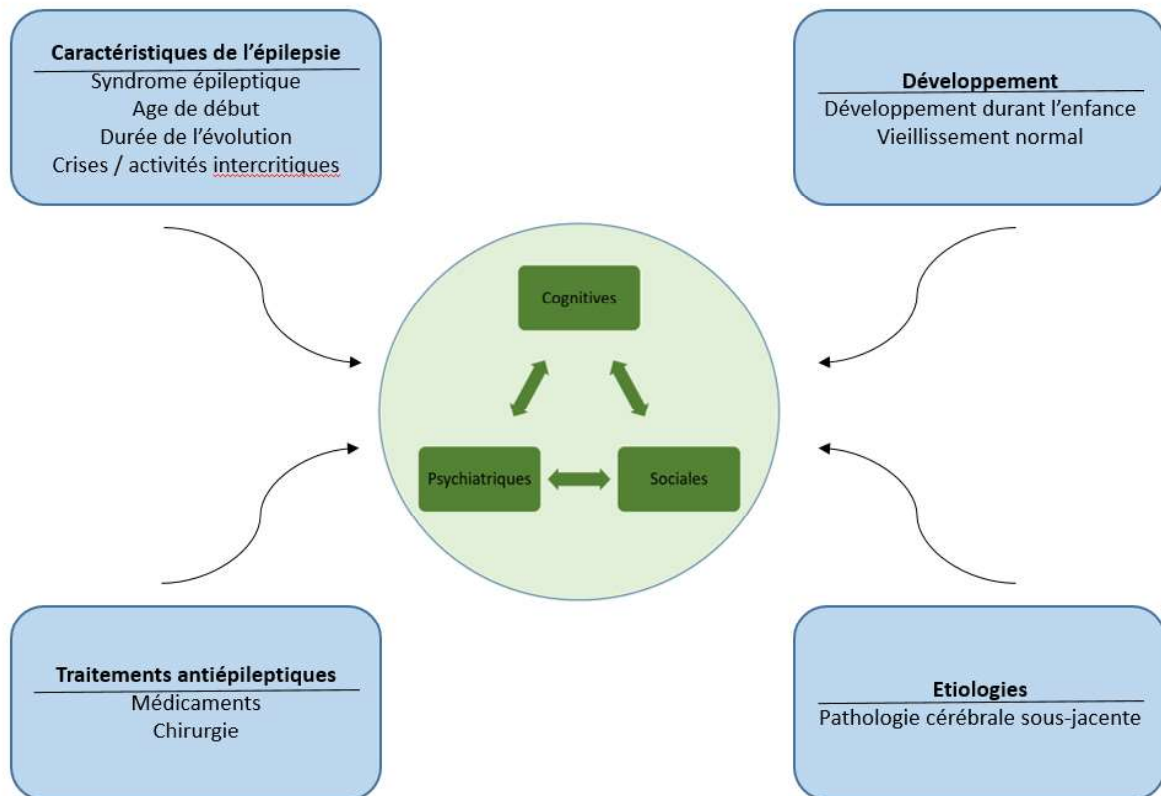 Caractéristiques de l'épilepsie
Syndrome épileptique
Age de début
Durée de l'évolution
Crises / activités intercritiques
Développement
Développement durant l'enfance
Vieillissement normal
Cognitives
Psychiatriques
Sociales
Traitements antiépileptiques
Médicaments
Chirurgie
Etiologies
Pathologie cérébrale sous-jacente